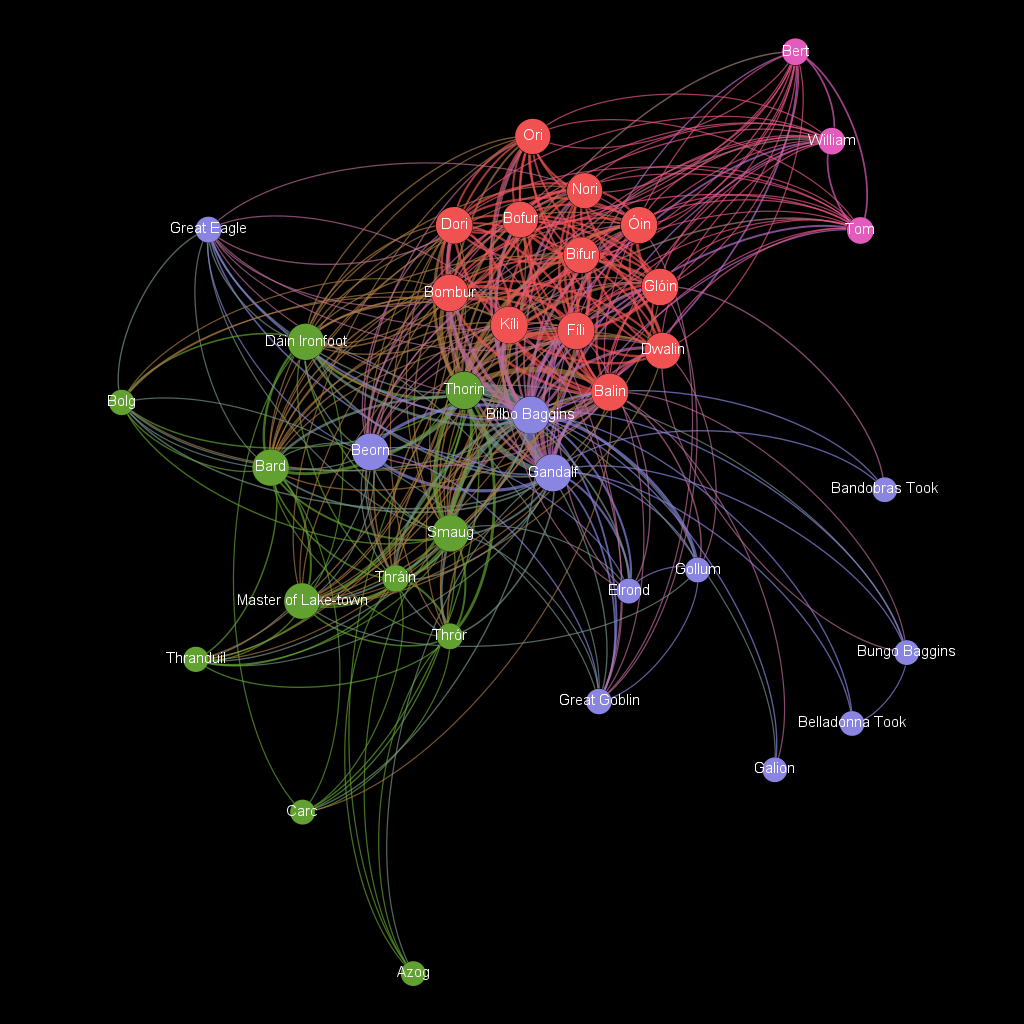 Bert
Ori
William
Nori
Bofur
Dori
Óin
Great Eagle
Tom
Bifur
Glóin
Bombur
Kíli
Fíli
Dáin Ironfoot
Dwalin
Thorin
Balin
Bolg
Bilbo Baggins
Beorn
Bard
Gandalf
Bandobras Took
Smaug
Gollum
Thráin
Elrond
Master of Lake-town
Thrór
Bungo Baggins
Thranduil
Great Goblin
Belladonna Took
Galion
Carc
Azog